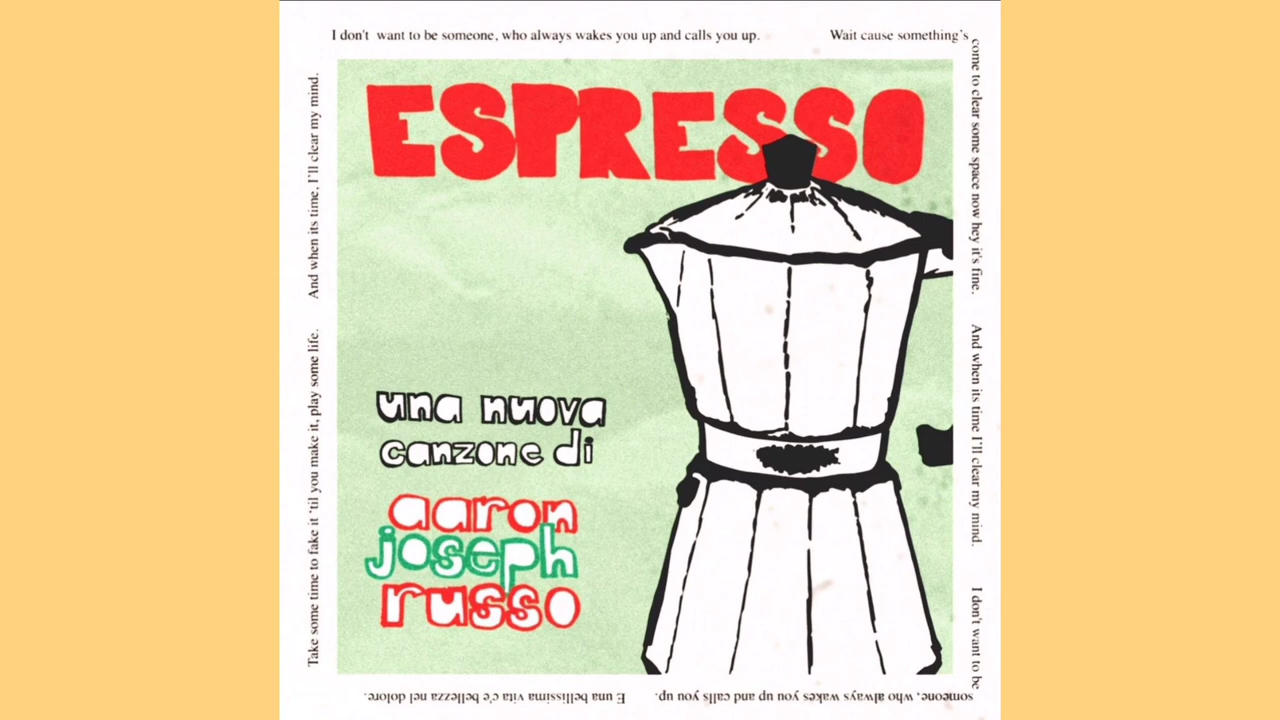 I don't want to be someone, who always wakes you up and calls you up. Wait cause something's
come to clear some space now hey it's fine. And when its time I'll clear my mind. I don't want to be
someone, who always wakes you up and calls you up. E una bellissima vita c'è bellezza nel dolore.
Take some time to fake it 'til you make it, play some life. And when its time, I'll clear my mind.
ESPRESSO
una nuova
canzone di
aaron
joseph
russo